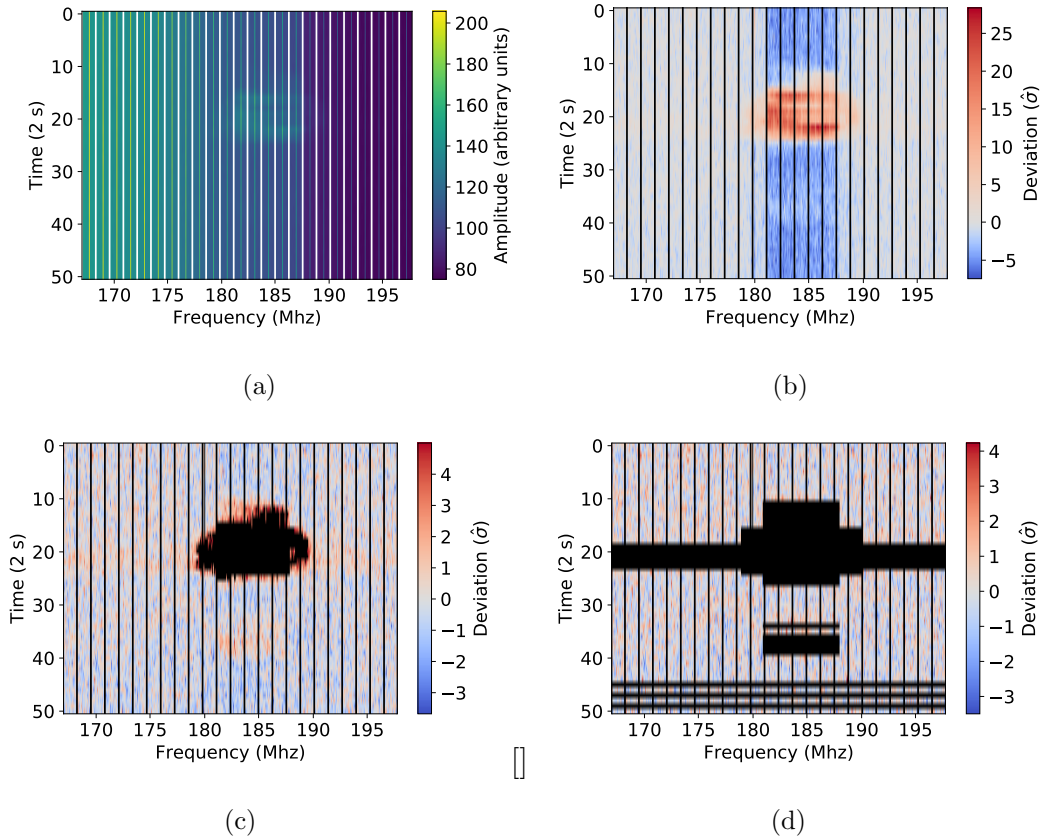 0
10
20
30
40
50
Time (2 s)
170 175 180 185 190 195
Frequency (Mhz)
200
180
160
140
120
100
80
Amplitude (arbitrary units)
(a)
0
10
20
30
40
50
Time (2 s)
170 175 180 185 190 195
Frequency (Mhz)
25
20
15
10
5
0
−5
Deviation (σ̂)
(b)
0
10
20
30
40
50
Time (2 s)
170 175 180 185 190 195
Frequency (Mhz)
4
3
2
1
0
−1
−2
−3
Deviation (σ̂)
(c)
[]
0
10
20
30
40
50
Time (2 s)
170 175 180 185 190 195
Frequency (Mhz)
4
3
2
1
0
−1
−2
−3
Deviation (σ̂)
(d)